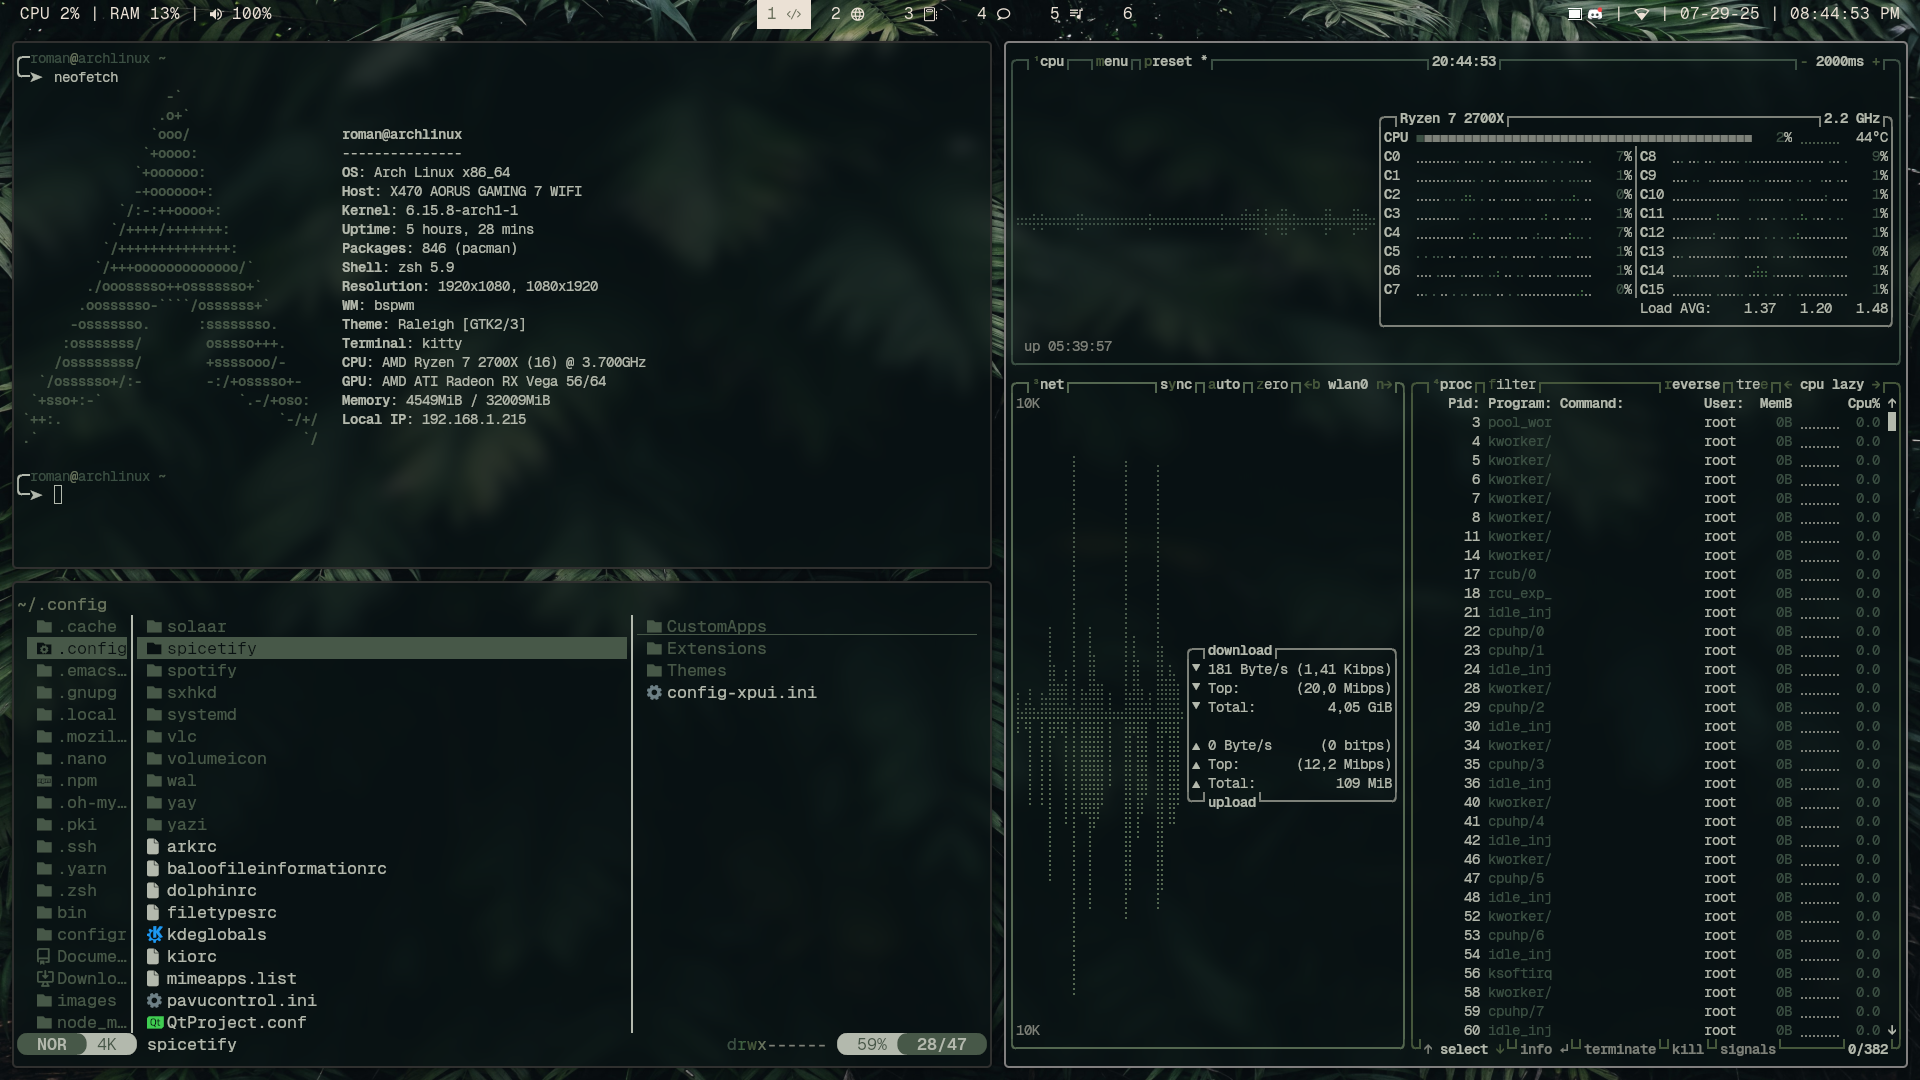 CPU 2% | RAM 13% | 100%
1 2 3 4 5 6
| | 07-29-25 | 08:44:53 PM
roman@archlinux ~
neofetch
-`
.o+`
`ooo/
`+oooo:
`+oooooo:
-+oooooo+:
`/:-:++oooo+:
`/++++/+++++++:
`/++++++++++++++:
`/+++ooooooooooooo/`
./ooosssso++osssssso+`
.oossssso-````/ossssss+`
-osssssso. :ssssssso.
:osssssss/ osssso+++.
/ossssssss/ +ssssooo/-
`/ossssso+/:- -:/+osssso+-
`+sso+:-` `.-/+oso:
`++:. `-/+/
.` `/
roman@archlinux
---------------
OS: Arch Linux x86_64
Host: X470 AORUS GAMING 7 WIFI
Kernel: 6.15.8-arch1-1
Uptime: 5 hours, 28 mins
Packages: 846 (pacman)
Shell: zsh 5.9
Resolution: 1920x1080, 1080x1920
WM: bspwm
Theme: Raleigh [GTK2/3]
Terminal: kitty
CPU: AMD Ryzen 7 2700X (16) @ 3.700GHz
GPU: AMD ATI Radeon RX Vega 56/64
Memory: 4549MiB / 32009MiB
Local IP: 192.168.1.215
roman@archlinux ~
~/.config
.cache
.config
.emacs…
.gnupg
.local
.mozil…
.nano
.npm
.oh-my…
.pki
.ssh
.yarn
.zsh
bin
configr
Docume…
Downlo…
images
node_m…
solaar
spicetify
spotify
sxhkd
systemd
vlc
volumeicon
wal
yay
yazi
arkrc
baloofileinformationrc
dolphinrc
filetypesrc
kdeglobals
kiorc
mimeapps.list
pavucontrol.ini
Qt QtProject.conf
CustomApps
Extensions
Themes
config-xpui.ini
NOR 4K spicetify drwx------ 59% 28/47
¹cpu menu preset * 20:44:53 - 2000ms +
Ryzen 7 2700X 2.2 GHz
CPU 2% 44°C
C0 7% C8 9%
C1 1% C9 1%
C2 0% C10 1%
C3 1% C11 1%
C4 7% C12 1%
C5 1% C13 0%
C6 1% C14 1%
C7 0% C15 1%
Load AVG: 1.37 1.20 1.48
up 05:39:57
³net sync auto zero ←b wlan0 n→
10K
download
▼ 181 Byte/s (1,41 Kibps)
▼ Top: (20,0 Mibps)
▼ Total: 4,05 GiB
▲ 0 Byte/s (0 bitps)
▲ Top: (12,2 Mibps)
▲ Total: 109 MiB
upload
10K
⁴proc filter reverse tree ← cpu lazy →
Pid: Program: Command: User: MemB Cpu% ↑
3 pool_wor root 0B 0.0
4 kworker/ root 0B 0.0
5 kworker/ root 0B 0.0
6 kworker/ root 0B 0.0
7 kworker/ root 0B 0.0
8 kworker/ root 0B 0.0
11 kworker/ root 0B 0.0
14 kworker/ root 0B 0.0
17 rcub/0 root 0B 0.0
18 rcu_exp_ root 0B 0.0
21 idle_inj root 0B 0.0
22 cpuhp/0 root 0B 0.0
23 cpuhp/1 root 0B 0.0
24 idle_inj root 0B 0.0
28 kworker/ root 0B 0.0
29 cpuhp/2 root 0B 0.0
30 idle_inj root 0B 0.0
34 kworker/ root 0B 0.0
35 cpuhp/3 root 0B 0.0
36 idle_inj root 0B 0.0
40 kworker/ root 0B 0.0
41 cpuhp/4 root 0B 0.0
42 idle_inj root 0B 0.0
46 kworker/ root 0B 0.0
47 cpuhp/5 root 0B 0.0
48 idle_inj root 0B 0.0
52 kworker/ root 0B 0.0
53 cpuhp/6 root 0B 0.0
54 idle_inj root 0B 0.0
56 ksoftirq root 0B 0.0
58 kworker/ root 0B 0.0
59 cpuhp/7 root 0B 0.0
60 idle_inj root 0B 0.0 ↓
↑ select ↓ info ↵ terminate kill signals 0/382